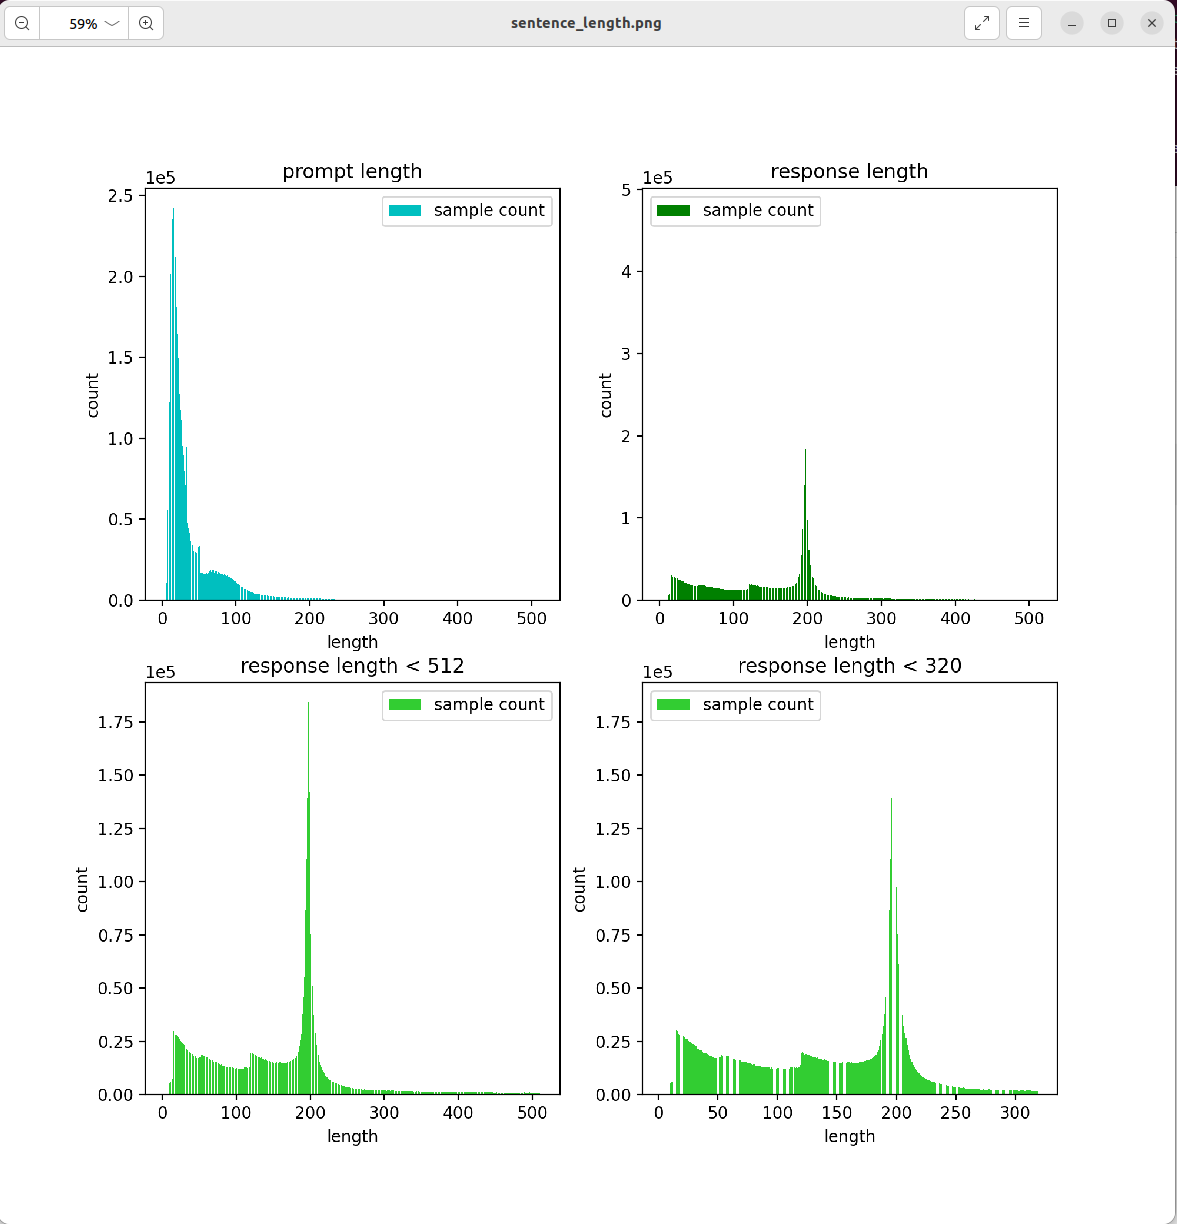 59%
sentence_length.png
prompt length
1e5
sample count
2.5
2.0
1.5
1.0
0.5
0.0
count
0 100 200 300 400 500
length
response length
1e5
sample count
5
4
3
2
1
0
count
0 100 200 300 400 500
length
response length < 512
1e5
sample count
1.75
1.50
1.25
1.00
0.75
0.50
0.25
0.00
count
0 100 200 300 400 500
length
response length < 320
1e5
sample count
1.75
1.50
1.25
1.00
0.75
0.50
0.25
0.00
count
0 50 100 150 200 250 300
length